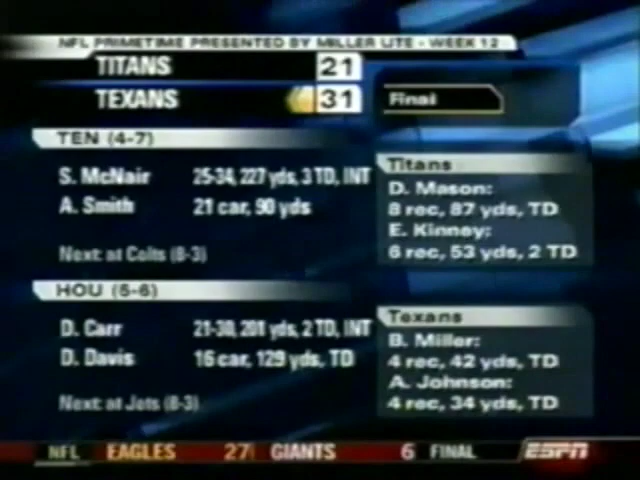 NFL PRIMETIME PRESENTED BY MILLER LITE - WEEK 12
TITANS 21
TEXANS 31
Final
TEN (4-7)
S. McNair 25-34, 227 yds, 3 TD, INT
A. Smith 21 car, 90 yds
Next: at Colts (8-3)
Titans
D. Mason:
8 rec, 87 yds, TD
E. Kinney:
6 rec, 53 yds, 2 TD
HOU (5-6)
D. Carr 21-30, 201 yds, 2 TD, INT
D. Davis 16 car, 129 yds, TD
Next: at Jets (8-3)
Texans
B. Miller:
4 rec, 42 yds, TD
A. Johnson:
4 rec, 34 yds, TD
NFL EAGLES 27 GIANTS 6 FINAL ESPN